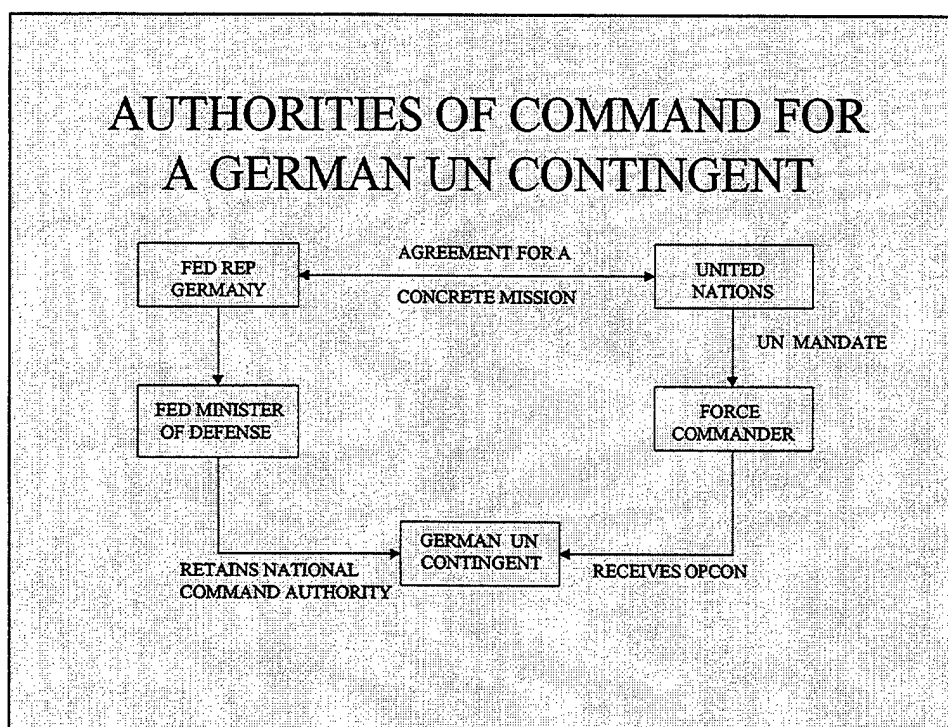 AUTHORITIES OF COMMAND FOR
A GERMAN UN CONTINGENT
FED REP
GERMANY
AGREEMENT FOR A
CONCRETE MISSION
UNITED
NATIONS
UN MANDATE
FED MINISTER
OF DEFENSE
FORCE
COMMANDER
GERMAN UN
CONTINGENT
RETAINS NATIONAL
COMMAND AUTHORITY
RECEIVES OPCON